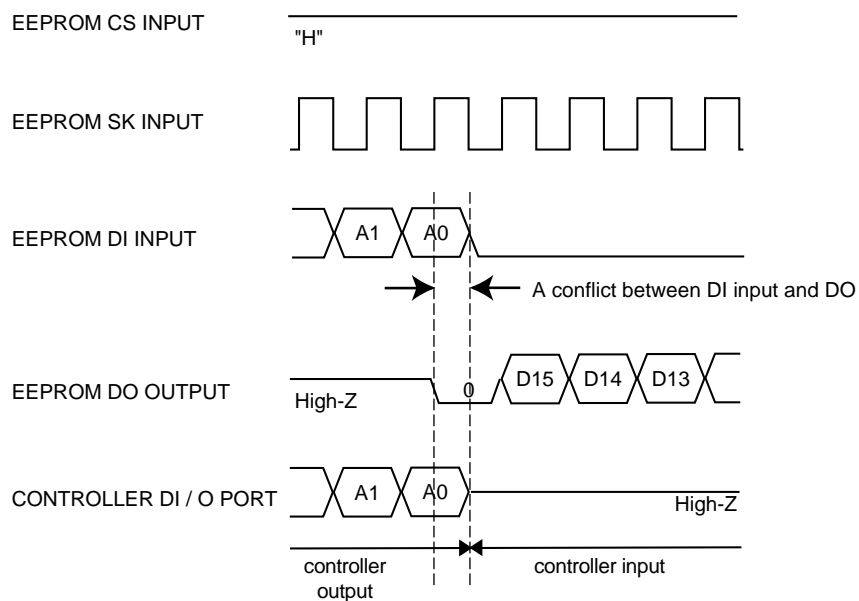 EEPROM CS INPUT
"H"
EEPROM SK INPUT
EEPROM DI INPUT
A1
A0
A conflict between DI input and DO
EEPROM DO OUTPUT
High-Z
0
D15
D14
D13
CONTROLLER DI / O PORT
A1
A0
High-Z
controller
output
controller input